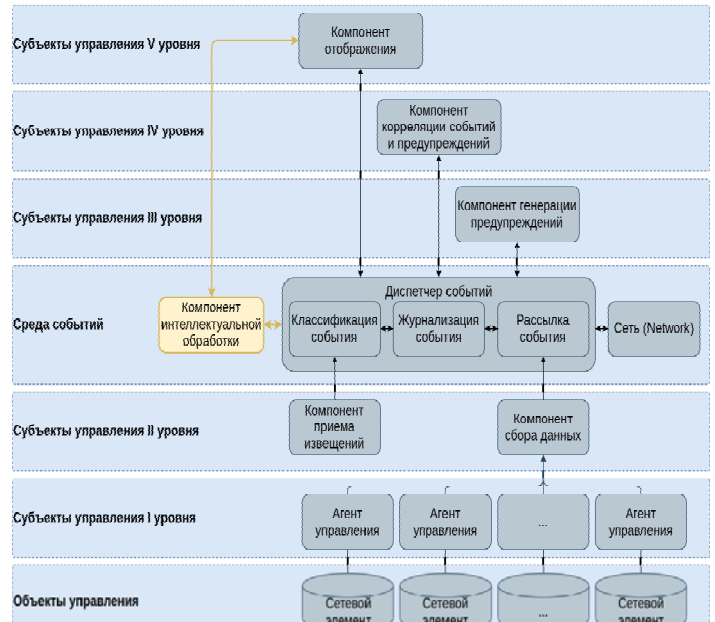 Субъекты управления V уровня
Компонент
отображения
Субъекты управления IV уровня
Компонент
корреляции событий
и предупреждений
Субъекты управления III уровня
Компонент генерации
предупреждений
Среда событий
Компонент
интеллектуальной
обработки
Диспетчер событий
Классификация
события
Журнализация
события
Рассылка
события
Сеть (Network)
Субъекты управления II уровня
Компонент
приема
извещений
Компонент
сбора данных
Субъекты управления I уровня
Агент
управления
Агент
управления
...
Агент
управления
Объекты управления
Сетевой
элемент
Сетевой
элемент
...
Сетевой
элемент